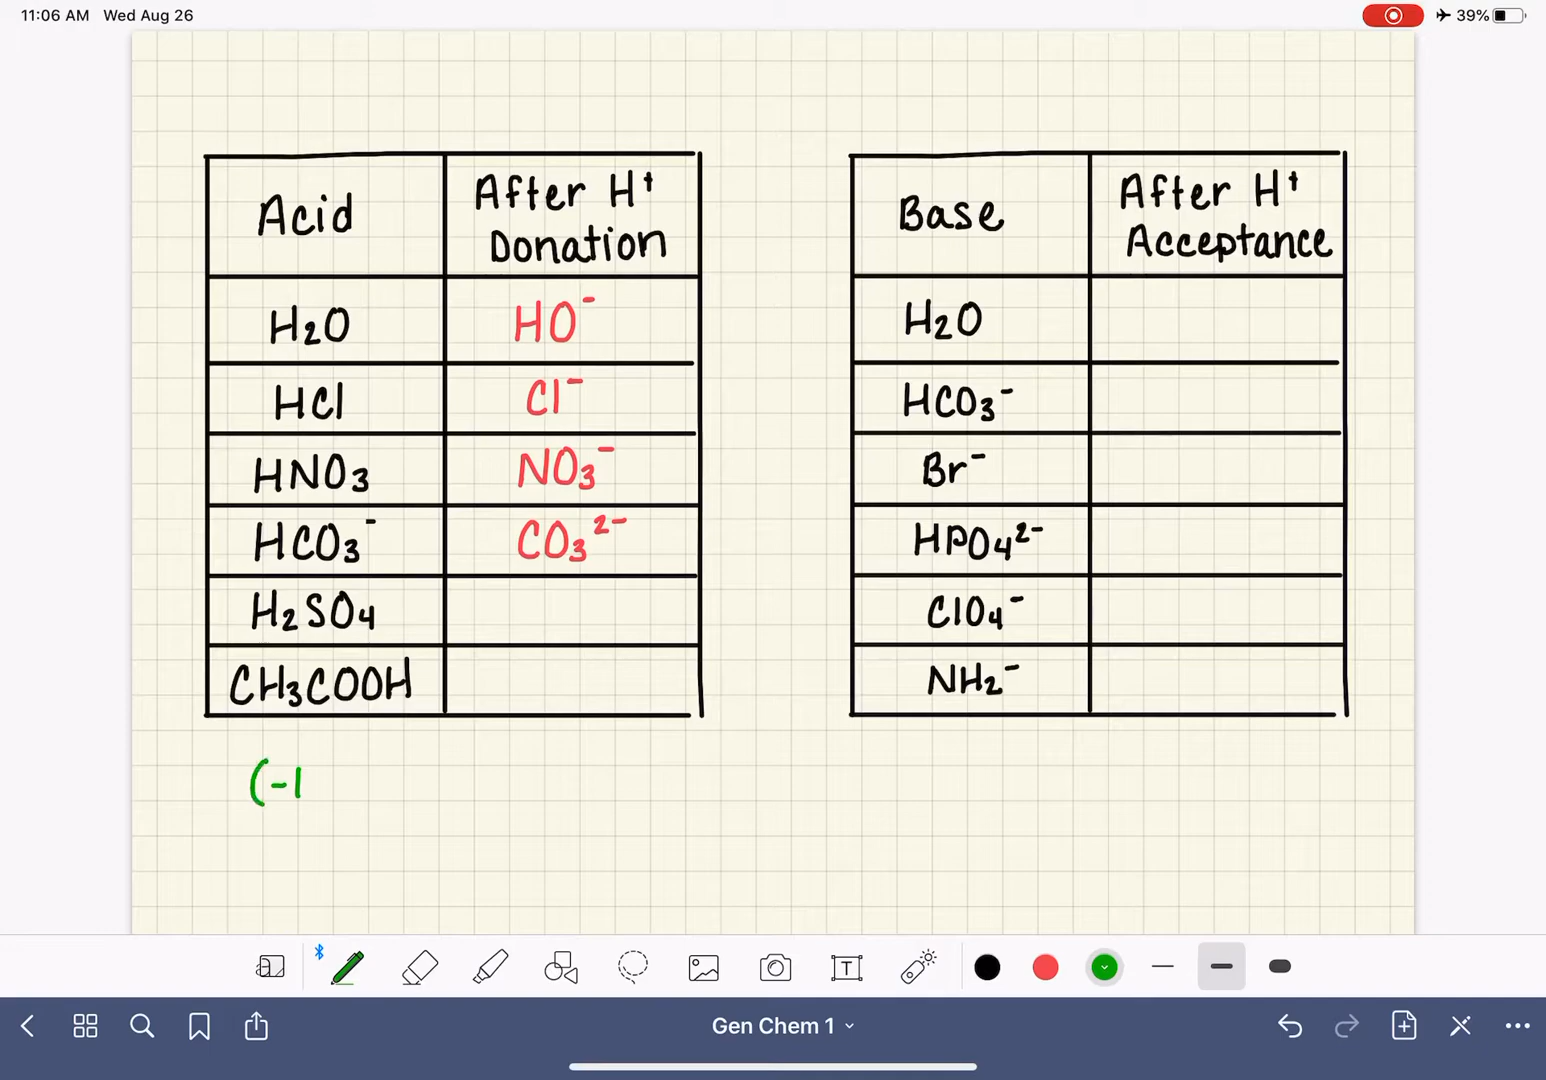 11:06 AM Wed Aug 26
39%
Acid
After H⁺
Donation
H₂O
HO⁻
HCl
Cl⁻
HNO₃
NO₃⁻
HCO₃⁻
CO₃²⁻
H₂SO₄
CH₃COOH
(-1
Base
After H⁺
Acceptance
H₂O
HCO₃⁻
Br⁻
HPO₄²⁻
ClO₄⁻
NH₂⁻
T
Gen Chem 1